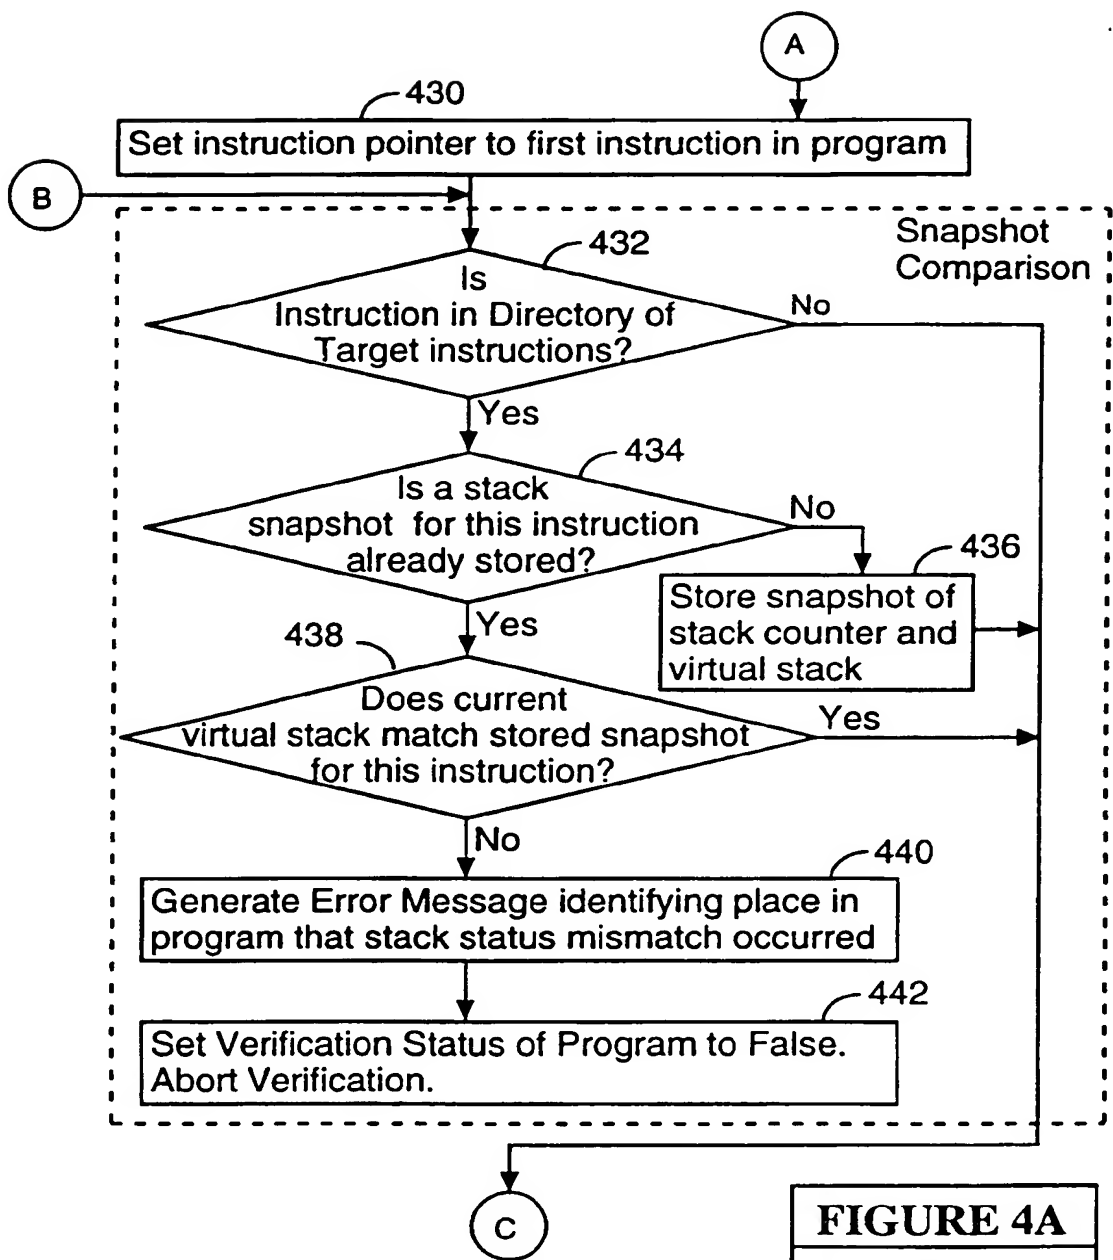 A
430
Set instruction pointer to first instruction in program
B
Snapshot
Comparison
432
Is
Instruction in Directory of
Target instructions?
No
Yes
434
Is a stack
snapshot for this instruction
already stored?
No
436
Store snapshot of
stack counter and
virtual stack
Yes
438
Does current
virtual stack match stored snapshot
for this instruction?
Yes
No
440
Generate Error Message identifying place in
program that stack status mismatch occurred
442
Set Verification Status of Program to False.
Abort Verification.
C
FIGURE 4A